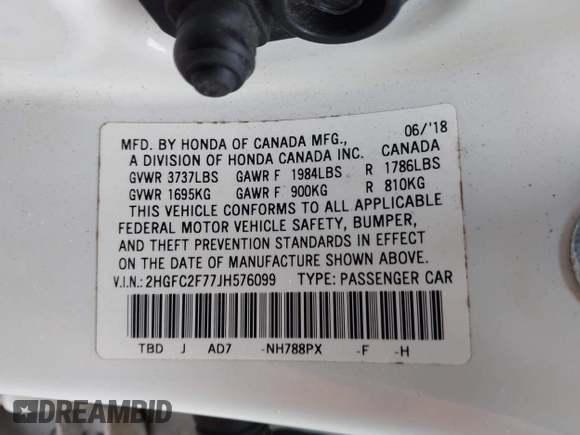 MFD. BY HONDA OF CANADA MFG., 06/'18
A DIVISION OF HONDA CANADA INC. CANADA
GVWR 3737LBS GAWR F 1984LBS R 1786LBS
GVWR 1695KG GAWR F 900KG R 810KG
THIS VEHICLE CONFORMS TO ALL APPLICABLE
FEDERAL MOTOR VEHICLE SAFETY, BUMPER,
AND THEFT PREVENTION STANDARDS IN EFFECT
ON THE DATE OF MANUFACTURE SHOWN ABOVE.
V.I.N.: 2HGFC2F77JH576099 TYPE: PASSENGER CAR
TBD J AD7 -NH788PX -F -H
DREAMBID